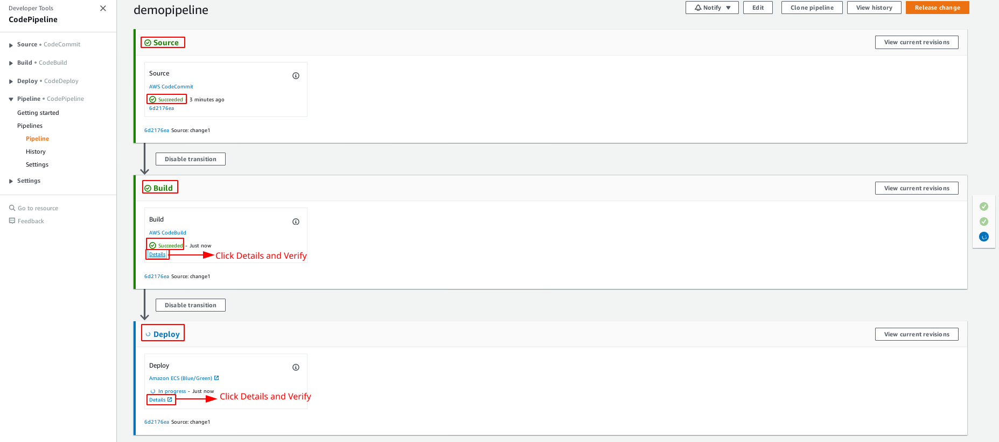 Developer Tools
CodePipeline
Source • CodeCommit
Build • CodeBuild
Deploy • CodeDeploy
Pipeline • CodePipeline
Getting started
Pipelines
Pipeline
History
Settings
Settings
Go to resource
Feedback
demopipeline
Notify
Edit
Clone pipeline
View history
Release change
Source
View current revisions
Source
AWS CodeCommit
Succeeded - 3 minutes ago
6d2176ea
6d2176ea Source: change1
Disable transition
Build
View current revisions
Build
AWS CodeBuild
Succeeded - Just now
Details
Click Details and Verify
6d2176ea Source: change1
Disable transition
Deploy
View current revisions
Deploy
Amazon ECS (Blue/Green)
In progress - Just now
Details
Click Details and Verify
6d2176ea Source: change1